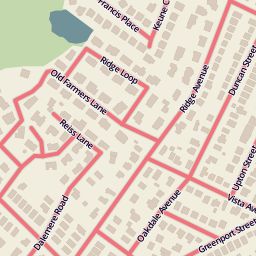 Francis Place
Keune C
Ridge Loop
Old Farmers Lane
Ridge Avenue
Duncan Street
Reiss Lane
Upton Street
Vista Av
Dalemere Road
Oakdale Avenue
Greenport Street